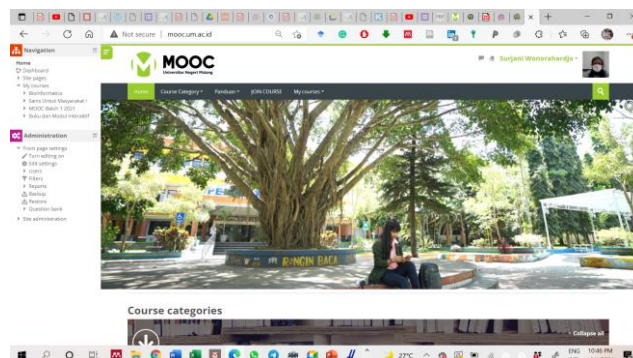 Not secure | mooc.um.ac.id
Navigation
Home
Dashboard
Site pages
My courses
Bioinformatics
Sains Untuk Masyarakat I
MOOC Batch 1 2021
Buku dan Modul Interaktif
Administration
Front page settings
Turn editing on
Edit settings
Users
Filters
Reports
Backup
Restore
Question bank
Site administration
MOOC
Universitas Negeri Malang
Surjani Wonorahardjo
Home
Course Category
Panduan
JOIN COURSE
My courses
RINGIN BACA
Course categories
Collapse all
27°C
ENG
10:46 PM